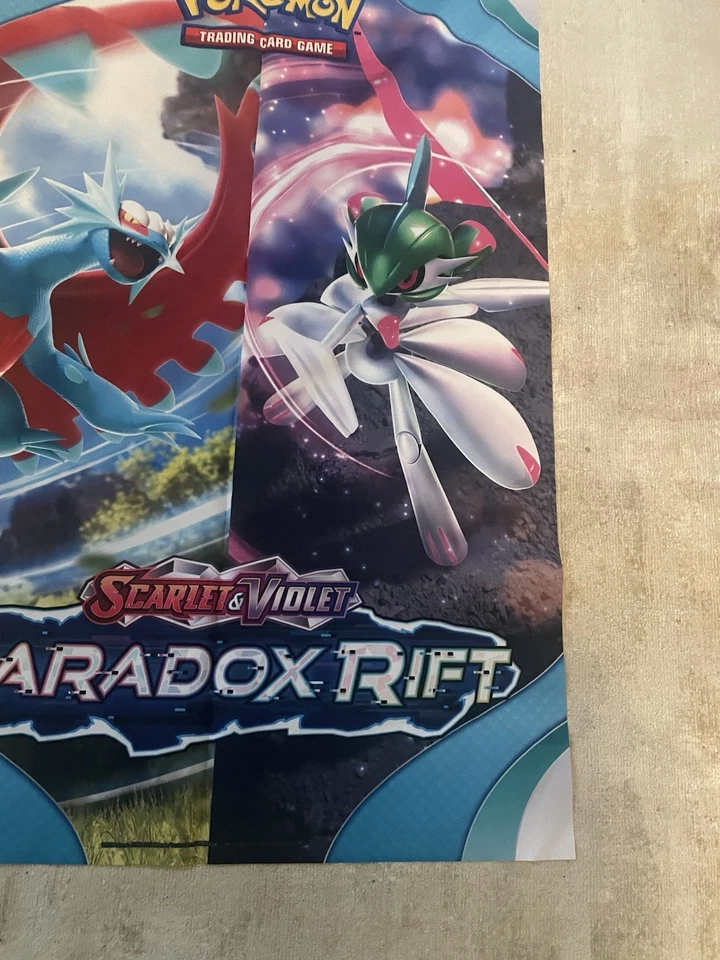 POKÉMON
TRADING CARD GAME
SCARLET & VIOLET
ARADOX RIFT